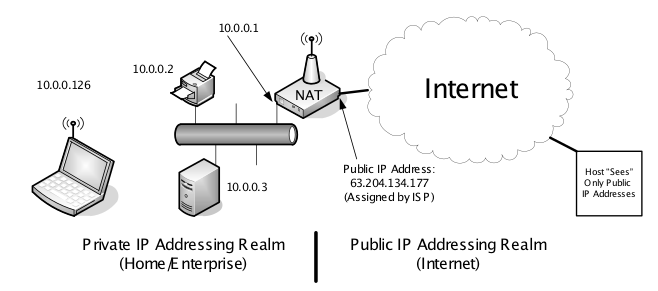 10.0.0.1
10.0.0.2
10.0.0.126
NAT
Internet
10.0.0.3
Public IP Address:
63.204.134.177
(Assigned by ISP)
Host "Sees"
Only Public
IP Addresses
Private IP Addressing Realm
(Home/Enterprise)
Public IP Addressing Realm
(Internet)